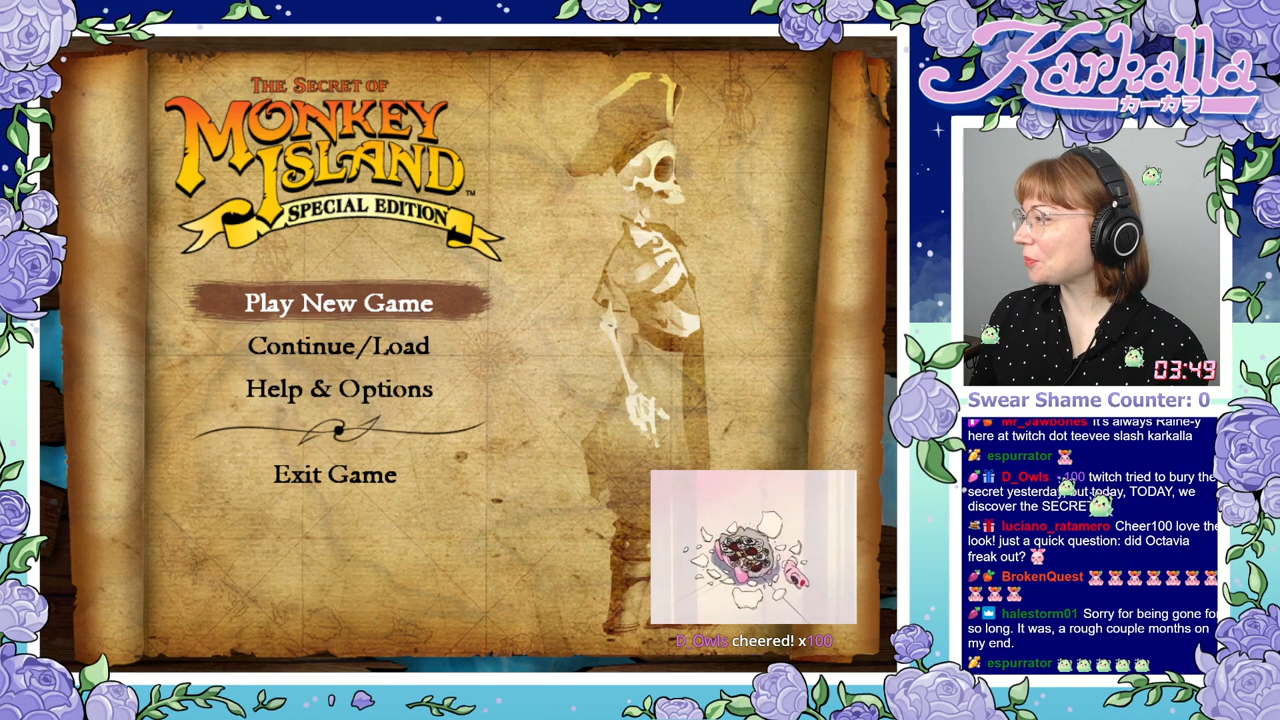 THE SECRET OF
MONKEY
ISLAND™
SPECIAL EDITION
Play New Game
Continue/Load
Help & Options
Exit Game
D_Owls cheered! x100
Karkalla
カーカラ
03:49
Swear Shame Counter: 0
Mr_Jawbones It's always Raine-y
here at twitch dot teevee slash karkalla
espurrator
D_Owls 100 twitch tried to bury the
secret yesterday, but today, TODAY, we
discover the SECRET
luciano_ratamero Cheer100 love the
look! just a quick question: did Octavia
freak out?
BrokenQuest
halestorm01 Sorry for being gone for
so long. It was, a rough couple months on
my end.
espurrator